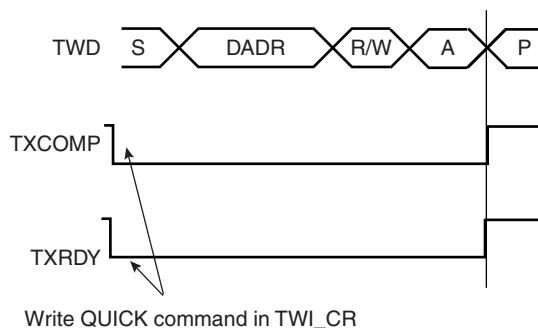 TWD S DADR R/W A P
TXCOMP
TXRDY
Write QUICK command in TWI_CR